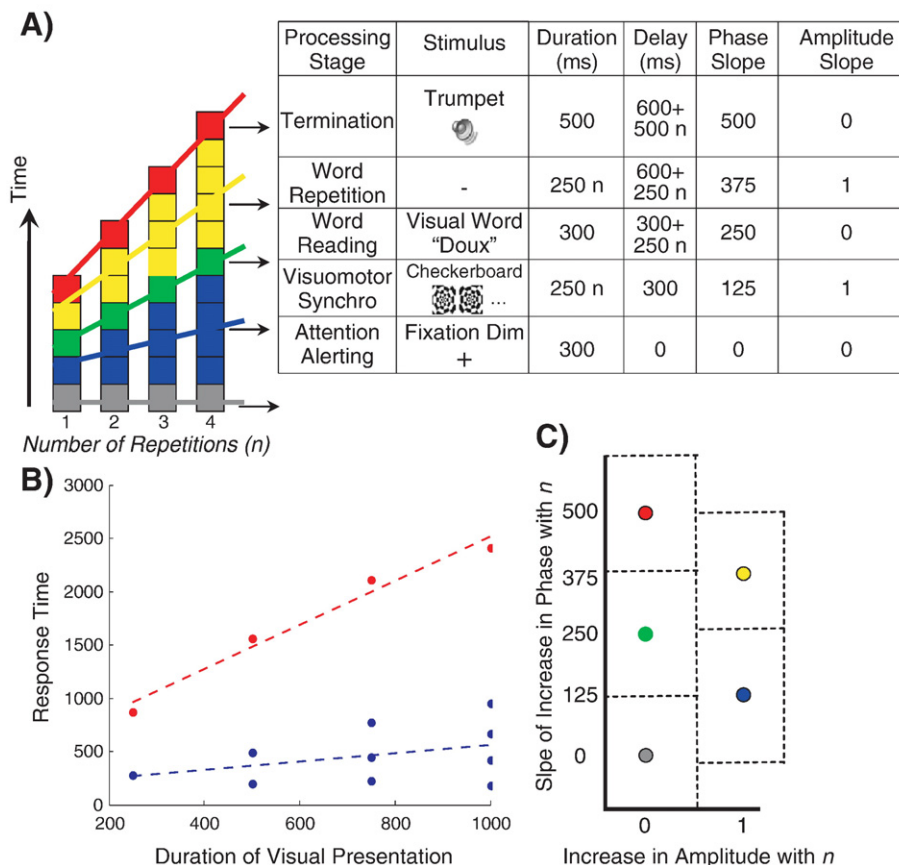 A)
Processing Stage | Stimulus | Duration (ms) | Delay (ms) | Phase Slope | Amplitude Slope
Termination | Trumpet | 500 | 600+ 500 n | 500 | 0
Word Repetition | - | 250 n | 600+ 250 n | 375 | 1
Word Reading | Visual Word "Doux" | 300 | 300+ 250 n | 250 | 0
Visuomotor Synchro | Checkerboard ... | 250 n | 300 | 125 | 1
Attention Alerting | Fixation Dim + | 300 | 0 | 0 | 0
Time
1 2 3 4
Number of Repetitions (n)
B)
Response Time
3000
2500
2000
1500
1000
500
0
200 400 600 800 1000
Duration of Visual Presentation
C)
Slpe of Increase in Phase with n
500
375
250
125
0
0 1
Increase in Amplitude with n